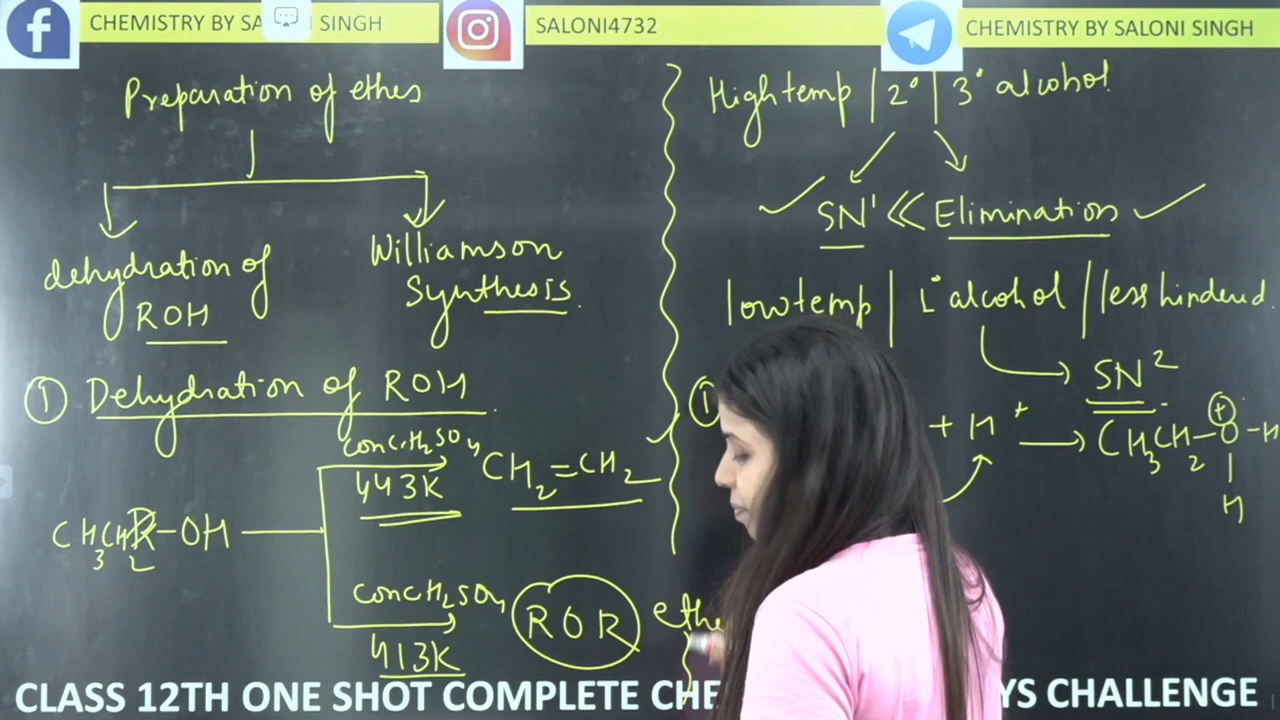 CHEMISTRY BY SA SINGH
SALONI4732
CHEMISTRY BY SALONI SINGH
Preparation of ethes
dehydration of
ROH
Williamson
Synthesis.
① Dehydration of ROH
CH3CH2-OH
conc H2SO4
443K
CH2=CH2
conc H2SO4
413K
ROR
ethe
High temp | 2° | 3° alcohol
SN1 << Elimination
low temp | 1° alcohol / less hindered.
SN2
①
+ H+ → CH3CH2-O-H
⊕
H
CLASS 12TH ONE SHOT COMPLETE CHE YS CHALLENGE